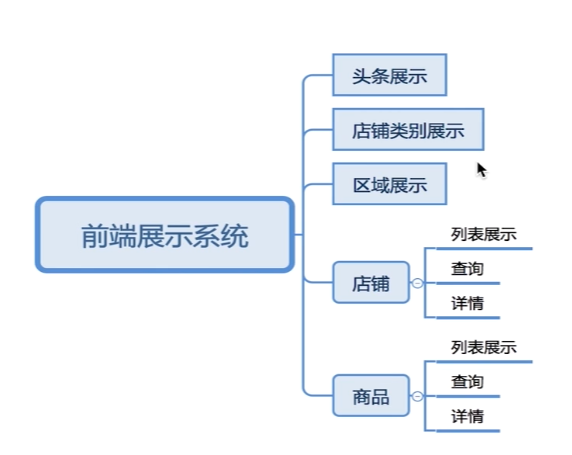 前端展示系统
头条展示
店铺类别展示
区域展示
店铺
列表展示
查询
详情
商品
列表展示
查询
详情